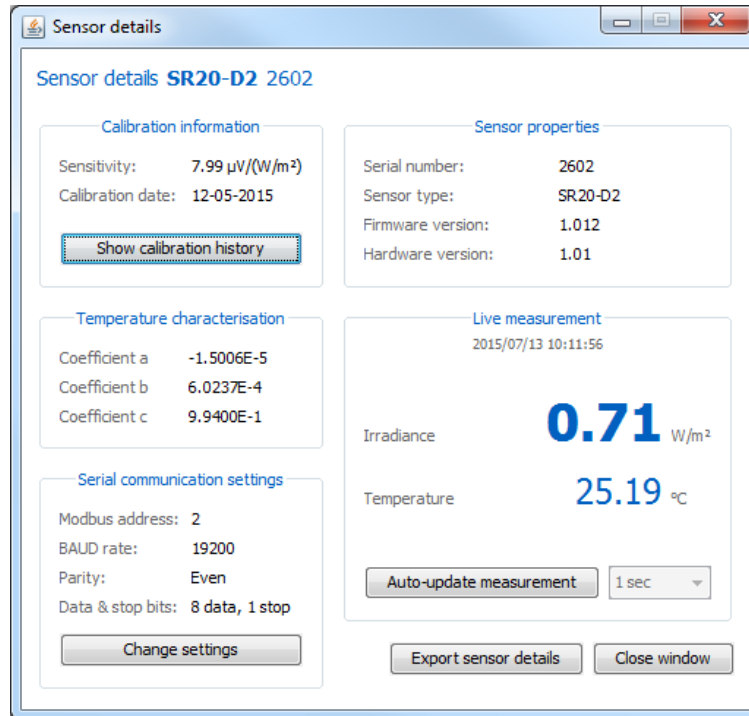 Sensor details
Sensor details SR20-D2 2602
Calibration information
Sensitivity: 7.99 µV/(W/m²)
Calibration date: 12-05-2015
Show calibration history
Sensor properties
Serial number: 2602
Sensor type: SR20-D2
Firmware version: 1.012
Hardware version: 1.01
Temperature characterisation
Coefficient a -1.5006E-5
Coefficient b 6.0237E-4
Coefficient c 9.9400E-1
Live measurement
2015/07/13 10:11:56
Irradiance 0.71 W/m²
Temperature 25.19 °C
Auto-update measurement 1 sec
Serial communication settings
Modbus address: 2
BAUD rate: 19200
Parity: Even
Data & stop bits: 8 data, 1 stop
Change settings
Export sensor details Close window